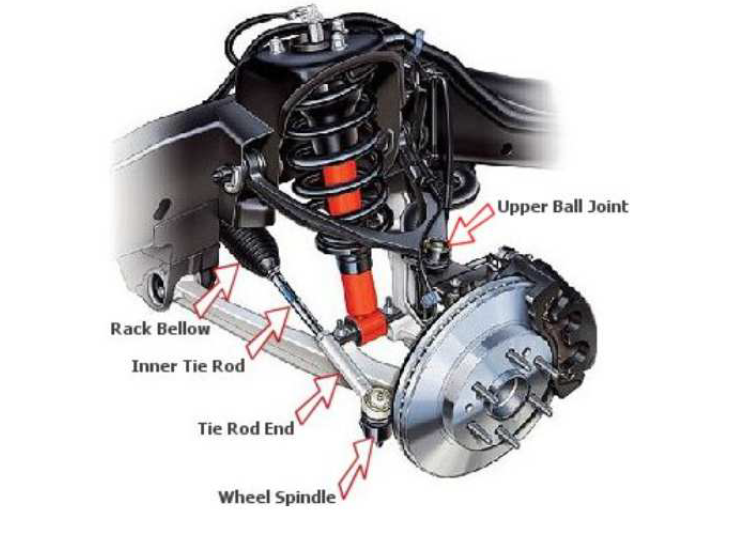 Upper Ball Joint
Rack Bellow
Inner Tie Rod
Tie Rod End
Wheel Spindle